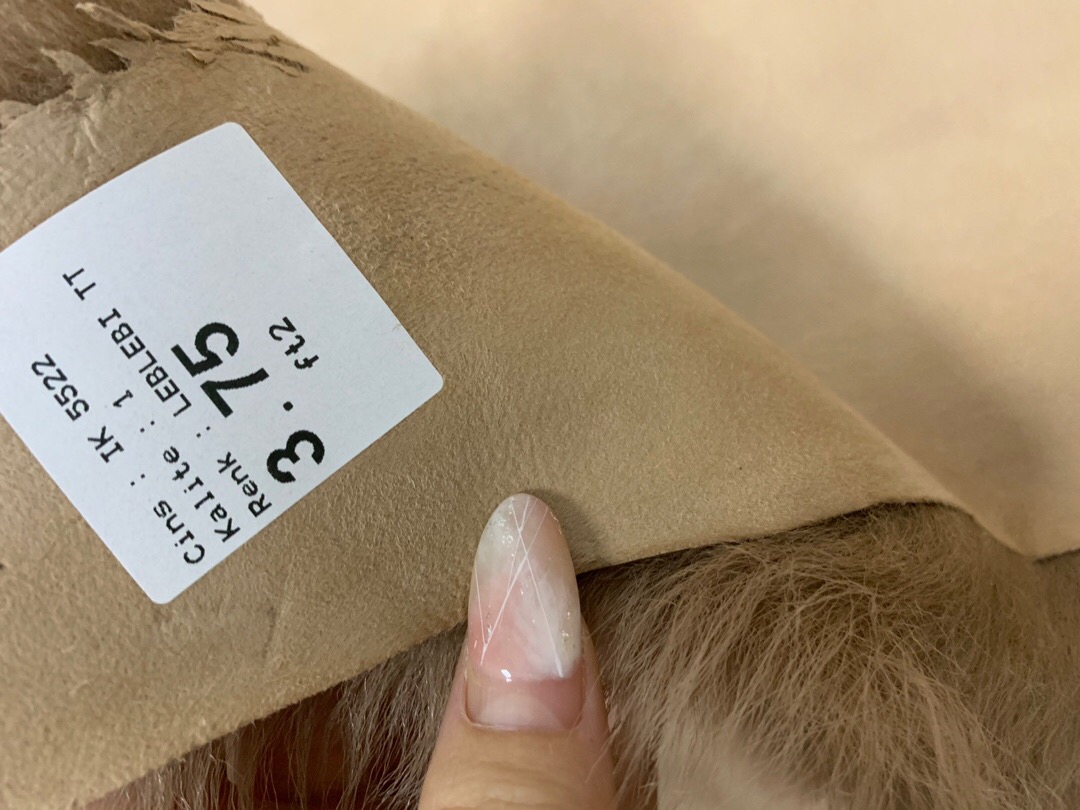 Cins : IK 5522
Kalite : 1
Renk : LEBLEBI TT
3.75
ft2